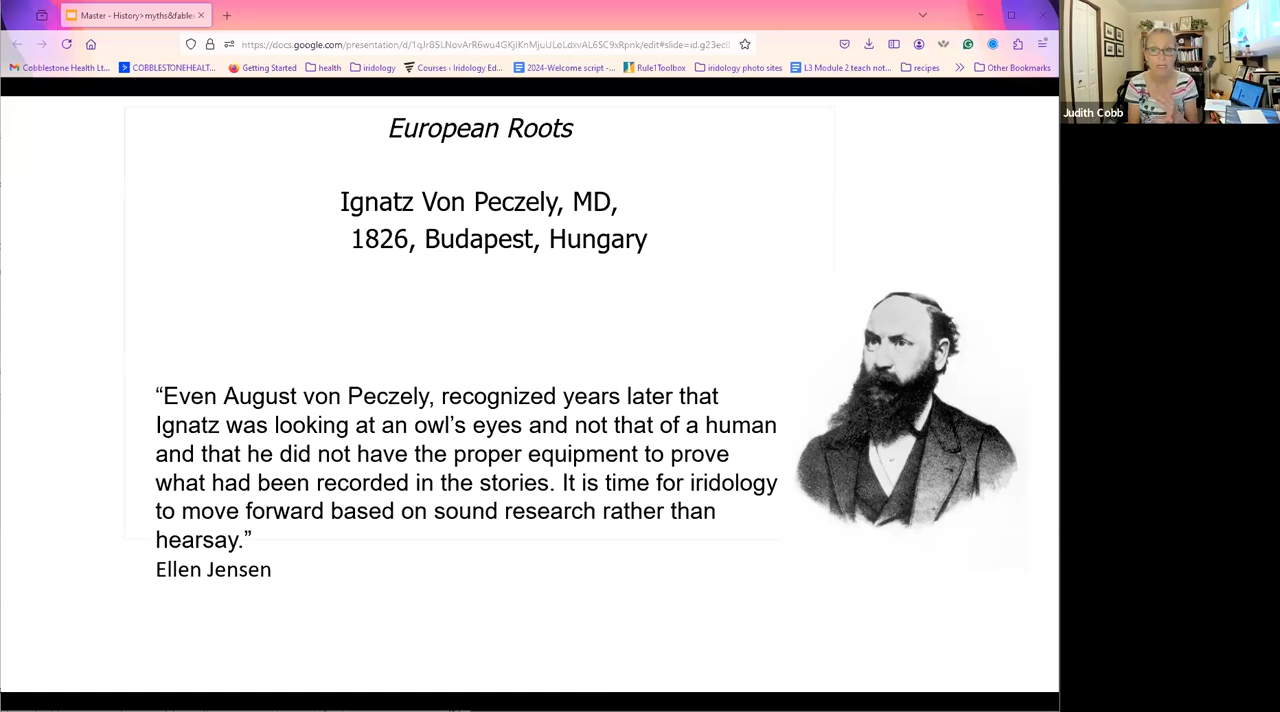 Master - History>myths&fable:
https://docs.google.com/presentation/d/1qJr85LNovArR6wu4GKjIKnMjuULoLdxvAL6SC9xRpnk/edit#slide=id.g23eci
Cobblestone Health Lt...
COBBLESTONEHEALT...
Getting Started
health
iridology
Courses ‹ Iridology Ed...
2024-Welcome script -...
Rule1Toolbox
iridology photo sites
L3 Module 2 teach not...
recipes
Other Bookmarks
Judith Cobb
European Roots
Ignatz Von Peczely, MD,
1826, Budapest, Hungary
“Even August von Peczely, recognized years later that
Ignatz was looking at an owl’s eyes and not that of a human
and that he did not have the proper equipment to prove
what had been recorded in the stories. It is time for iridology
to move forward based on sound research rather than
hearsay.”
Ellen Jensen